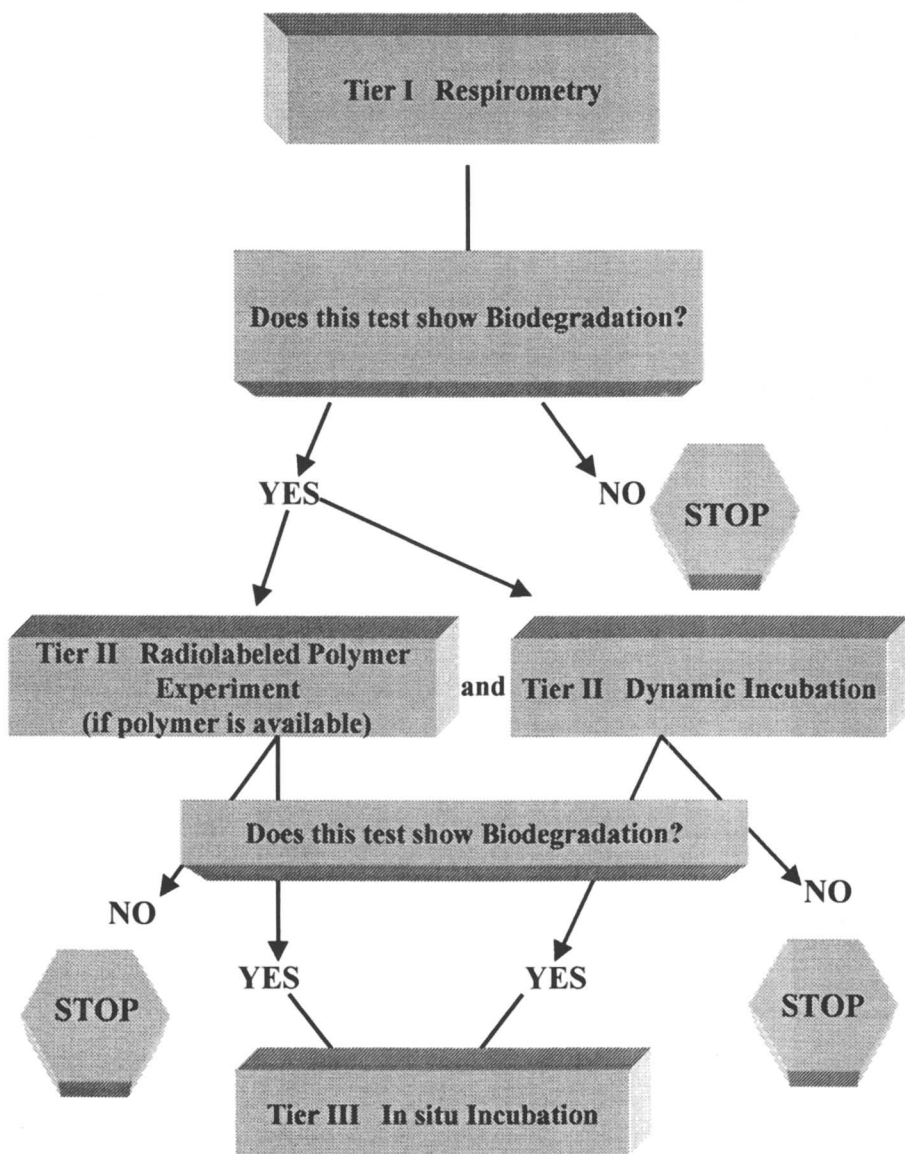 Tier I Respirometry
Does this test show Biodegradation?
YES
NO
STOP
Tier II Radiolabeled Polymer
Experiment
(if polymer is available)
and
Tier II Dynamic Incubation
Does this test show Biodegradation?
NO
NO
YES
YES
STOP
STOP
Tier III In situ Incubation